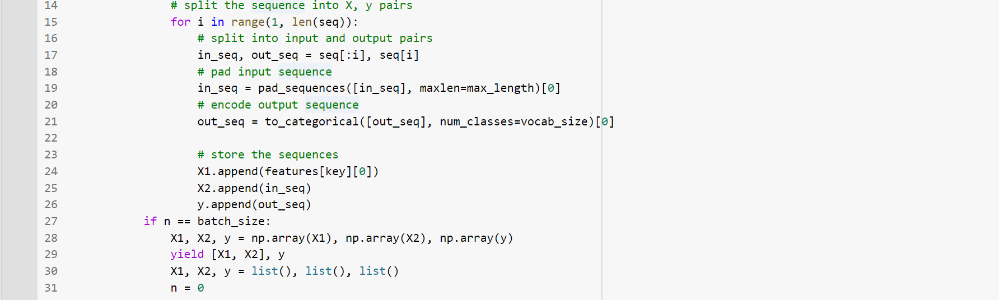 14 # split the sequence into X, y pairs
15 for i in range(1, len(seq)):
16 # split into input and output pairs
17 in_seq, out_seq = seq[:i], seq[i]
18 # pad input sequence
19 in_seq = pad_sequences([in_seq], maxlen=max_length)[0]
20 # encode output sequence
21 out_seq = to_categorical([out_seq], num_classes=vocab_size)[0]
22
23 # store the sequences
24 X1.append(features[key][0])
25 X2.append(in_seq)
26 y.append(out_seq)
27 if n == batch_size:
28 X1, X2, y = np.array(X1), np.array(X2), np.array(y)
29 yield [X1, X2], y
30 X1, X2, y = list(), list(), list()
31 n = 0